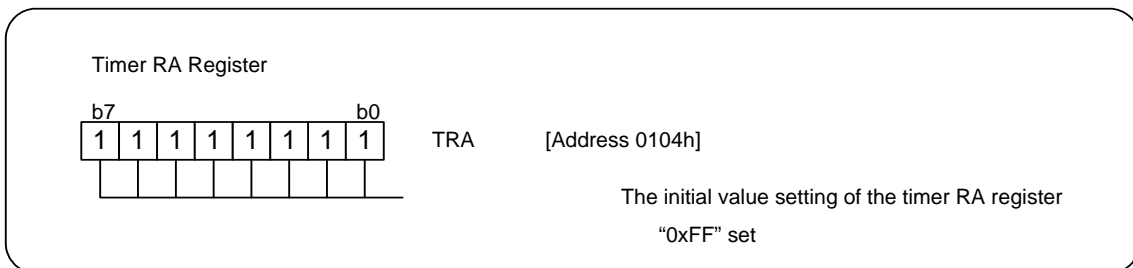 Timer RA Register
b7 b0
1 1 1 1 1 1 1 1 TRA [Address 0104h]
The initial value setting of the timer RA register
“0xFF” set